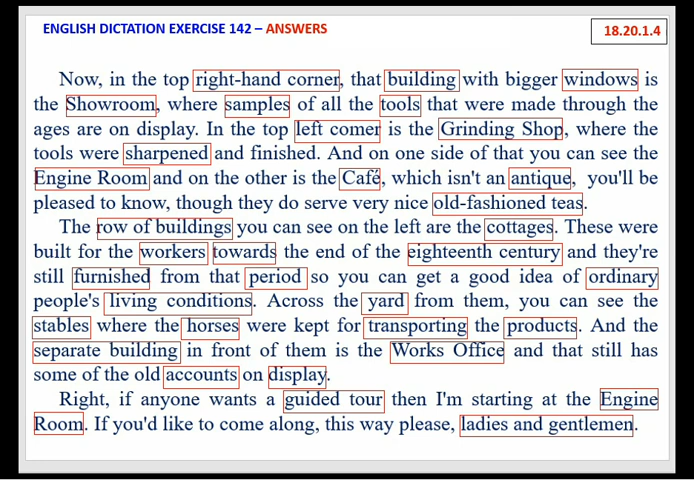 ENGLISH DICTATION EXERCISE 142 – ANSWERS
18.20.1.4
Now, in the top right-hand corner, that building with bigger windows is
the Showroom, where samples of all the tools that were made through the
ages are on display. In the top left comer is the Grinding Shop, where the
tools were sharpened and finished. And on one side of that you can see the
Engine Room and on the other is the Café, which isn't an antique, you'll be
pleased to know, though they do serve very nice old-fashioned teas.
The row of buildings you can see on the left are the cottages. These were
built for the workers towards the end of the eighteenth century and they're
still furnished from that period so you can get a good idea of ordinary
people's living conditions. Across the yard from them, you can see the
stables where the horses were kept for transporting the products. And the
separate building in front of them is the Works Office and that still has
some of the old accounts on display.
Right, if anyone wants a guided tour then I'm starting at the Engine
Room. If you'd like to come along, this way please, ladies and gentlemen.